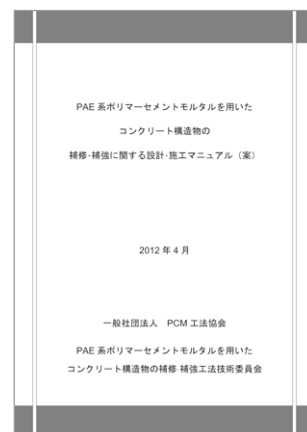 PAE 系ポリマーセメントモルタルを用いた
コンクリート構造物の
補修･補強に関する設計･施工マニュアル（案）
2012 年 4 月
一般社団法人　PCM 工法協会
PAE 系ポリマーセメントモルタルを用いた
コンクリート構造物の補修･補強工法技術委員会